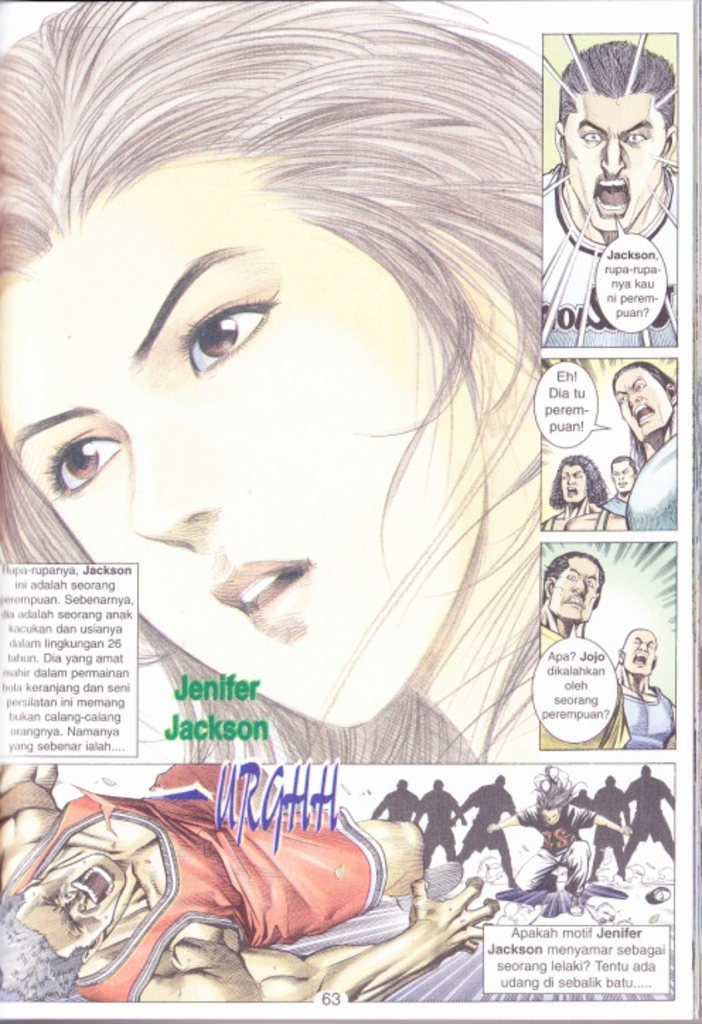 Jackson,
rupa-rupa-
nya kau
ni perem-
puan?
Eh!
Dia tu
perem-
puan!
Apa? Jojo
dikalahkan
oleh
seorang
perempuan?
Rupa-rupanya, Jackson
ini adalah seorang
perempuan. Sebenarnya,
dia adalah seorang anak
kacukan dan usianya
dalam lingkungan 26
tahun. Dia yang amat
mahir dalam permainan
bola keranjang dan seni
persilatan ini memang
bukan calang-calang
orangnya. Namanya
yang sebenar ialah....
Jenifer
Jackson
URGHH
Apakah motif Jenifer
Jackson menyamar sebagai
seorang lelaki? Tentu ada
udang di sebalik batu.....
63